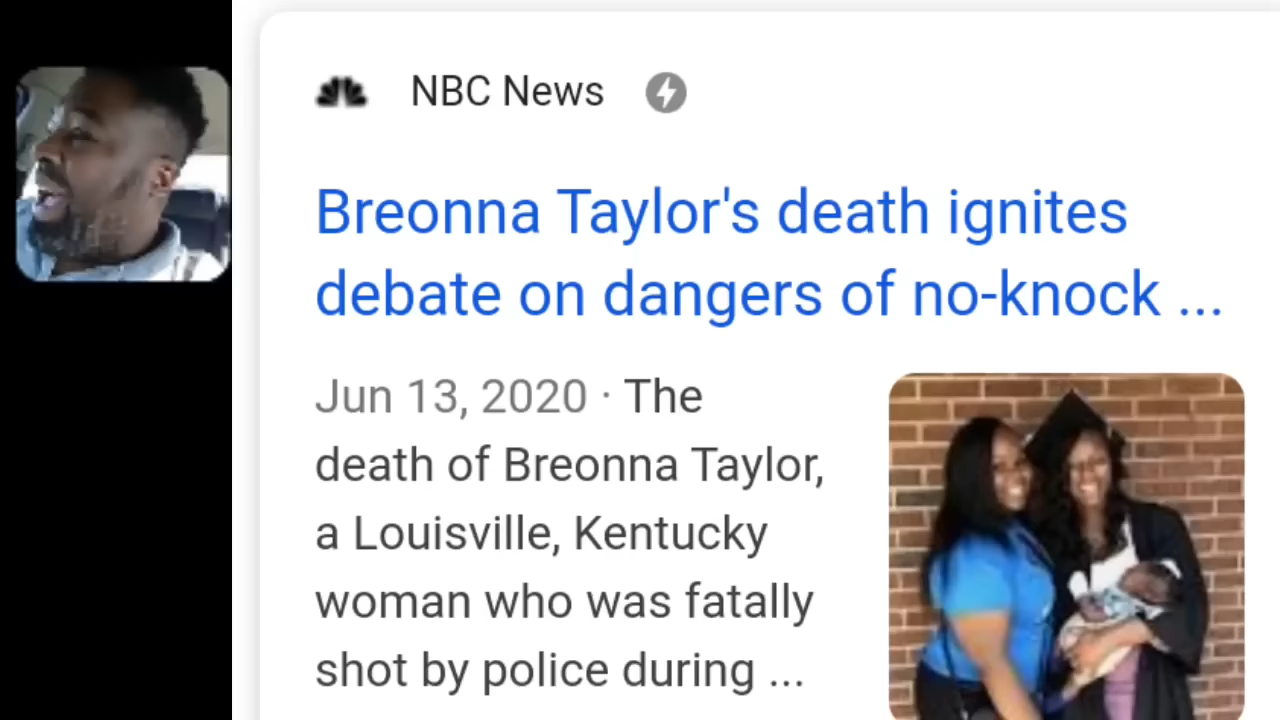 NBC News
Breonna Taylor's death ignites
debate on dangers of no-knock ...
Jun 13, 2020 · The
death of Breonna Taylor,
a Louisville, Kentucky
woman who was fatally
shot by police during ...